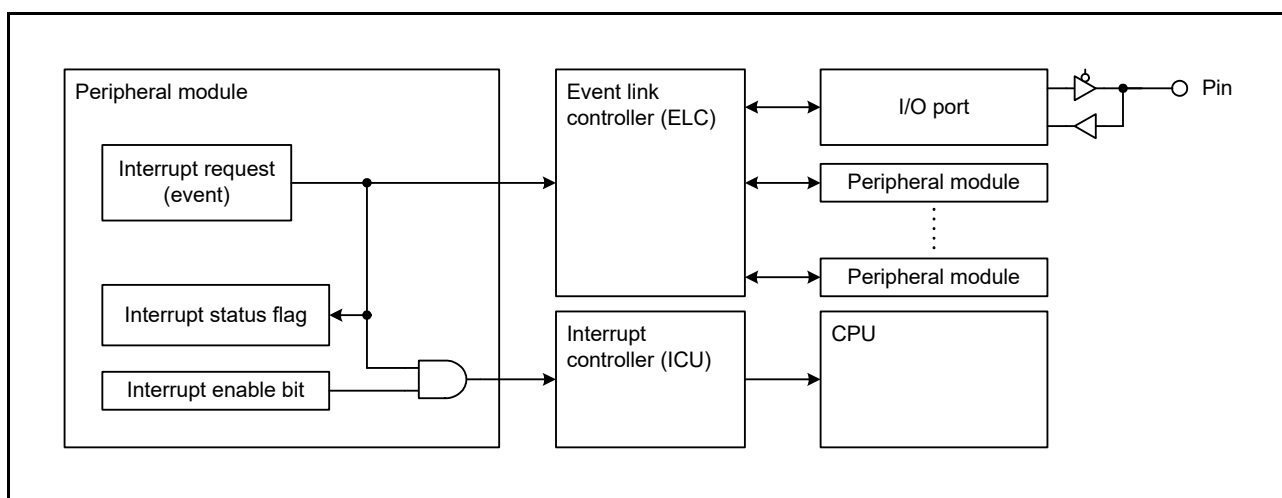 Peripheral module
Interrupt request
(event)
Interrupt status flag
Interrupt enable bit
Event link
controller (ELC)
Interrupt
controller (ICU)
I/O port
Pin
Peripheral module
Peripheral module
CPU